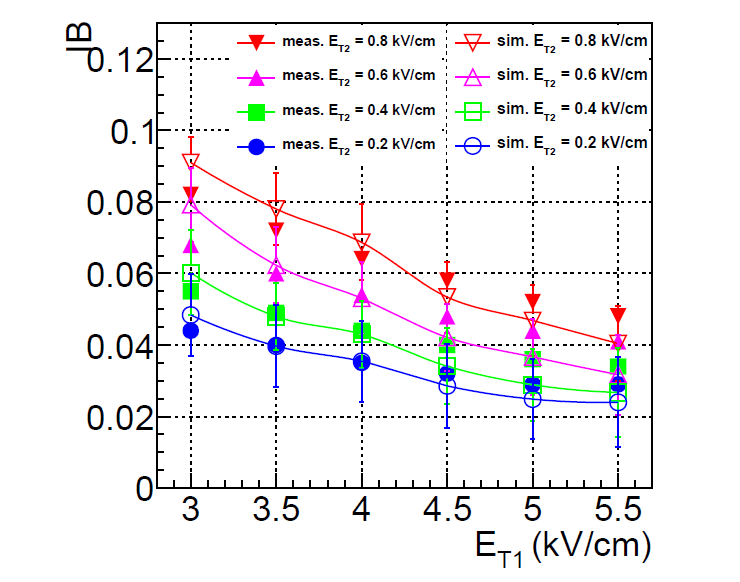 IB
0.12
0.1
0.08
0.06
0.04
0.02
0
meas. E_T2 = 0.8 kV/cm
meas. E_T2 = 0.6 kV/cm
meas. E_T2 = 0.4 kV/cm
meas. E_T2 = 0.2 kV/cm
sim. E_T2 = 0.8 kV/cm
sim. E_T2 = 0.6 kV/cm
sim. E_T2 = 0.4 kV/cm
sim. E_T2 = 0.2 kV/cm
3 3.5 4 4.5 5 5.5
E_T1 (kV/cm)